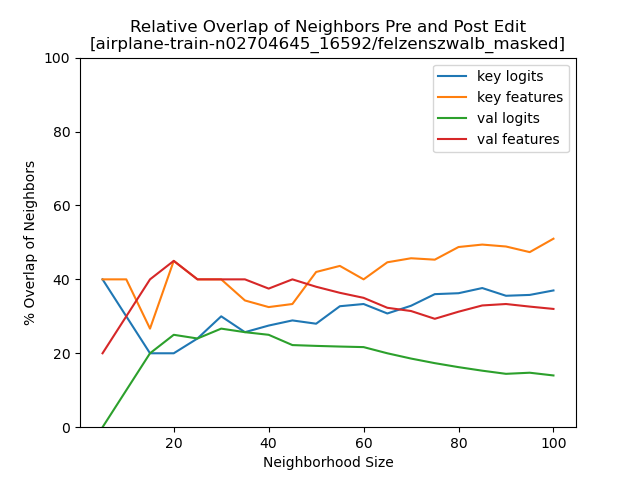 Relative Overlap of Neighbors Pre and Post Edit
[airplane-train-n02704645_16592/felzenszwalb_masked]
100
80
60
40
20
0
% Overlap of Neighbors
key logits
key features
val logits
val features
20 40 60 80 100
Neighborhood Size